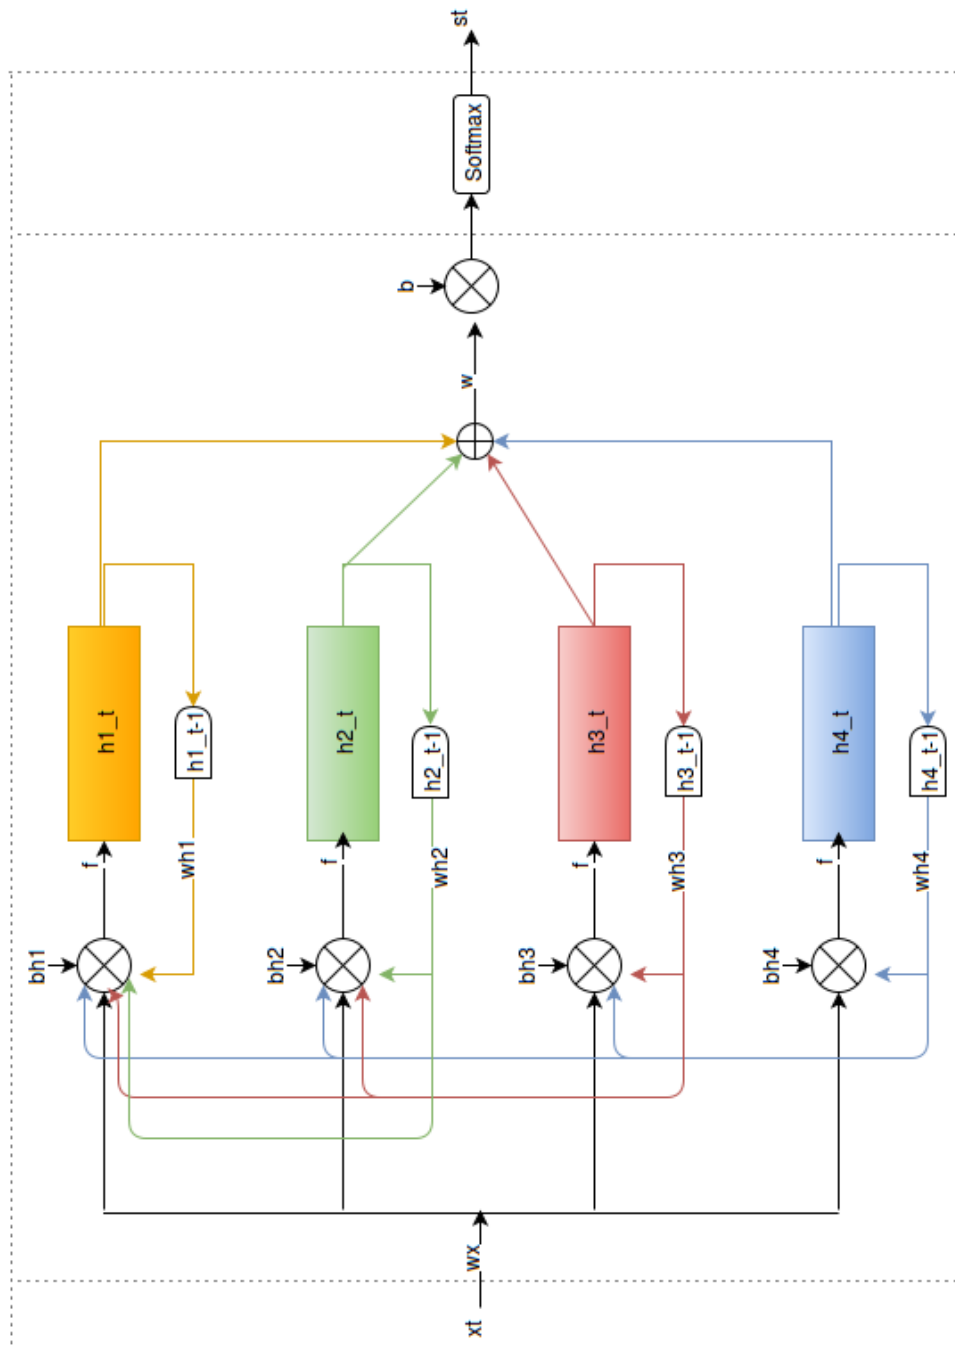 st
Softmax
b
w
h1_t
h1_t-1
h2_t
h2_t-1
h3_t
h3_t-1
h4_t
h4_t-1
f
wh1
f
wh2
f
wh3
f
wh4
bh1
bh2
bh3
bh4
wx
xt